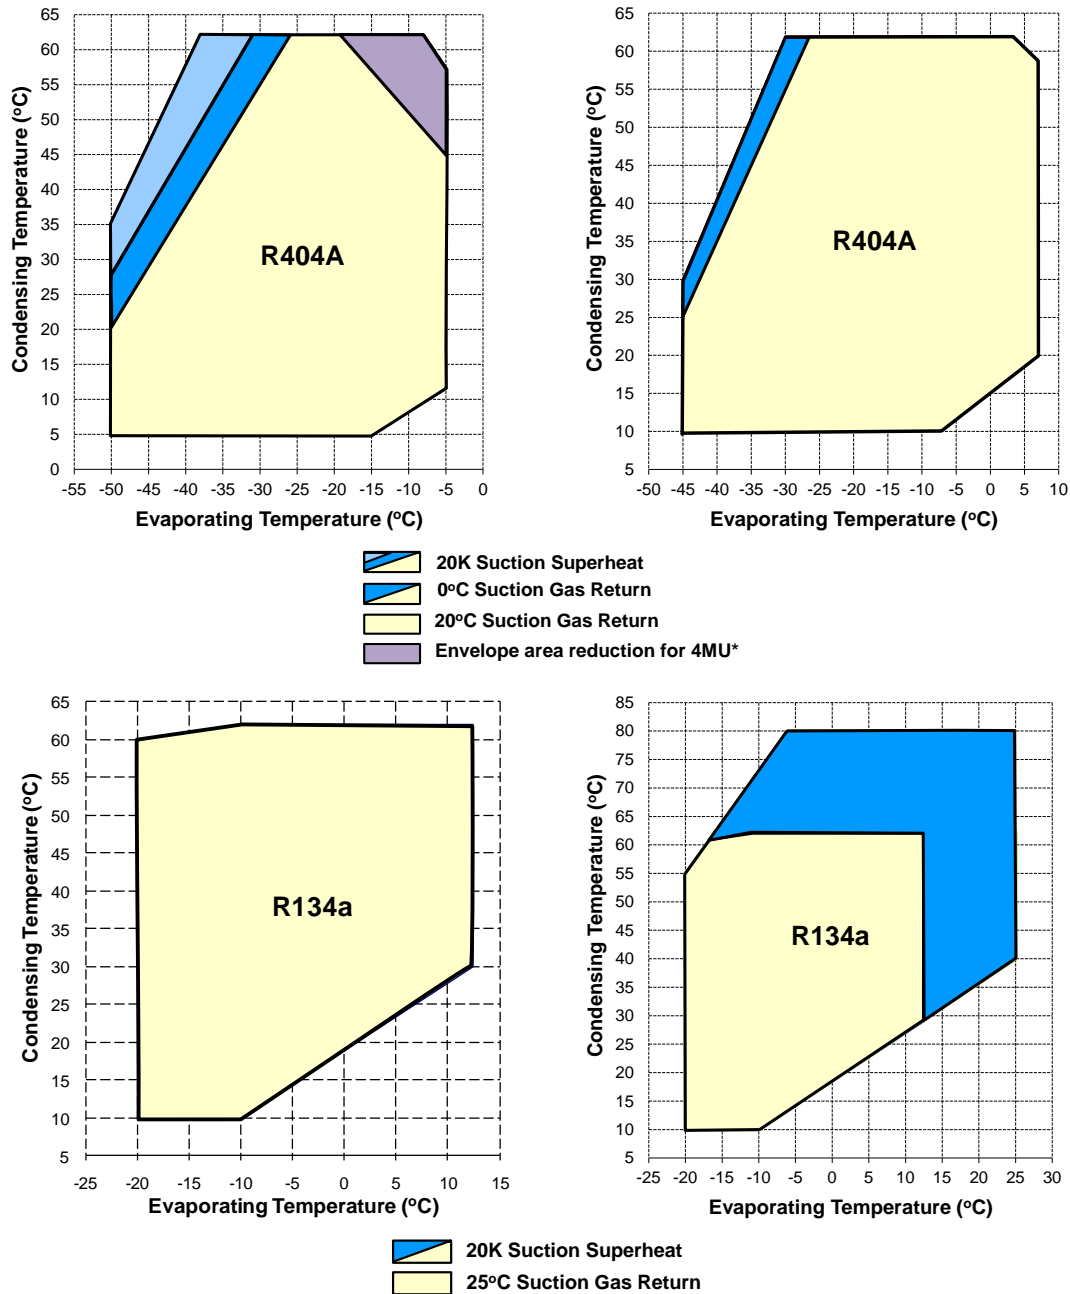 65
60
55
50
45
40
35
30
25
20
15
10
5
0
-55 -50 -45 -40 -35 -30 -25 -20 -15 -10 -5 0
Condensing Temperature (°C)
Evaporating Temperature (°C)
R404A
65
60
55
50
45
40
35
30
25
20
15
10
5
-50 -45 -40 -35 -30 -25 -20 -15 -10 -5 0 5 10
Condensing Temperature (°C)
Evaporating Temperature (°C)
R404A
20K Suction Superheat
0°C Suction Gas Return
20°C Suction Gas Return
Envelope area reduction for 4MU*
65
60
55
50
45
40
35
30
25
20
15
10
5
-25 -20 -15 -10 -5 0 5 10 15
Condensing Temperature (°C)
Evaporating Temperature (°C)
R134a
85
80
75
70
65
60
55
50
45
40
35
30
25
20
15
10
5
-25 -20 -15 -10 -5 0 5 10 15 20 25 30
Condensing Temperature (°C)
Evaporating Temperature (°C)
R134a
20K Suction Superheat
25°C Suction Gas Return